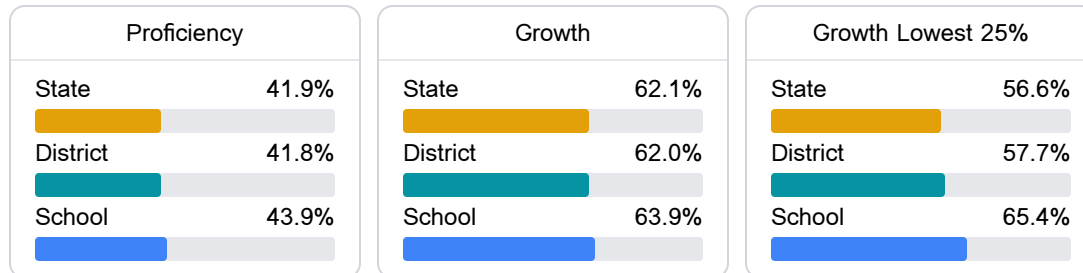 Proficiency
State 41.9%
District 41.8%
School 43.9%
Growth
State 62.1%
District 62.0%
School 63.9%
Growth Lowest 25%
State 56.6%
District 57.7%
School 65.4%